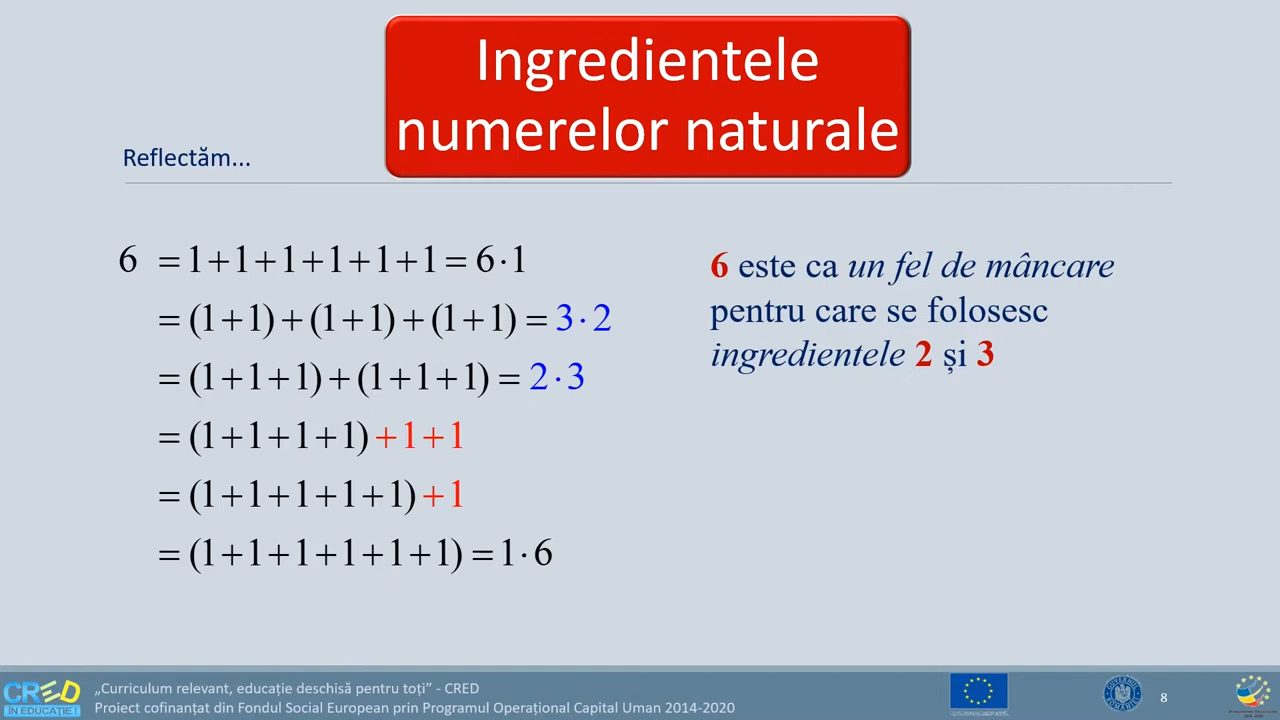 Ingredientele
numerelor naturale
Reflectăm...
6 = 1+1+1+1+1+1 = 6·1
= (1+1)+(1+1)+(1+1) = 3·2
= (1+1+1)+(1+1+1) = 2·3
= (1+1+1+1)+1+1
= (1+1+1+1+1)+1
= (1+1+1+1+1+1) = 1·6
6 este ca un fel de mâncare
pentru care se folosesc
ingredientele 2 și 3
CRED
ÎN EDUCAȚIE !
„Curriculum relevant, educație deschisă pentru toți” - CRED
Proiect cofinanțat din Fondul Social European prin Programul Operațional Capital Uman 2014-2020
8